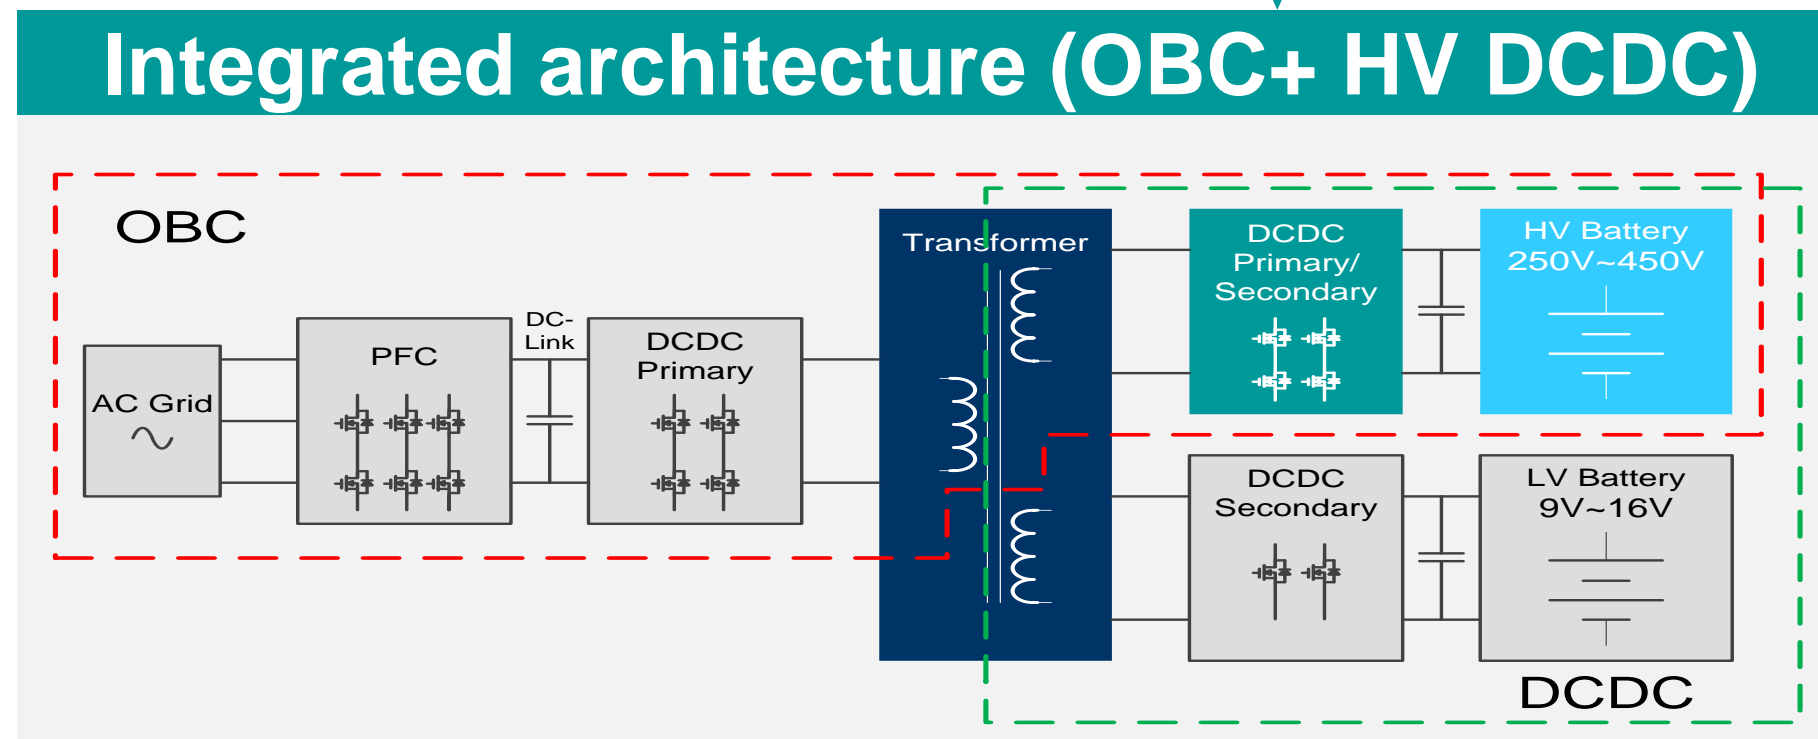 Integrated architecture (OBC+ HV DCDC)
OBC
AC Grid
PFC
DC-
Link
DCDC
Primary
Transformer
DCDC
Primary/
Secondary
HV Battery
250V~450V
DCDC
Secondary
LV Battery
9V~16V
DCDC